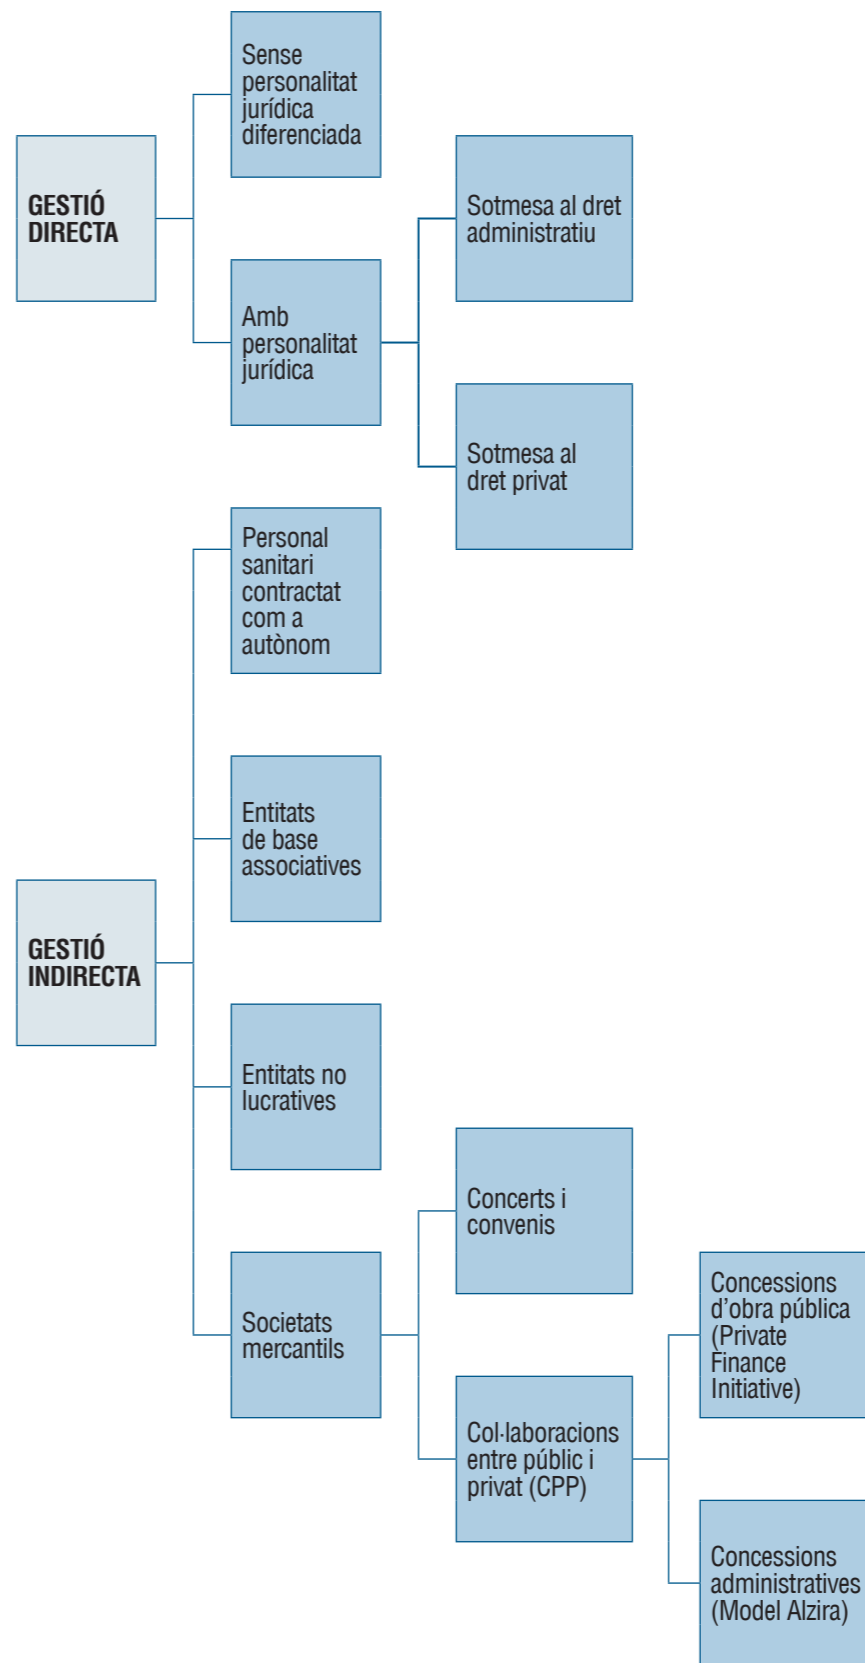 Sense
personalitat
jurídica
diferenciada
GESTIÓ
DIRECTA
Sotmesa al dret
administratiu
Amb
personalitat
jurídica
Sotmesa al
dret privat
Personal
sanitari
contractat
com a
autònom
Entitats
de base
associatives
GESTIÓ
INDIRECTA
Entitats no
lucratives
Concerts i
convenis
Societats
mercantils
Concessions
d'obra pública
(Private
Finance
Initiative)
Col·laboracions
entre públic i
privat (CPP)
Concessions
administratives
(Model Alzira)